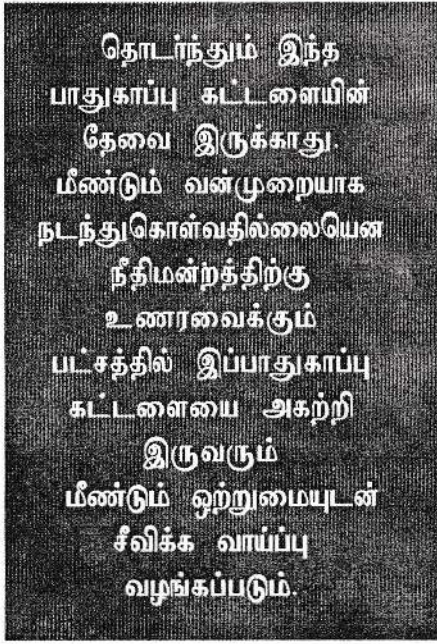 தொடர்ந்தும் இந்த
பாதுகாப்பு கட்டளையின்
தேவை இருக்காது.
மீண்டும் வன்முறையாக
நடந்துகொள்வதில்லையென
நீதிமன்றத்திற்கு
உணரவைக்கும்
பட்சத்தில் இப்பாதுகாப்பு
கட்டளையை அகற்றி
இருவரும்
மீண்டும் ஒற்றுமையுடன்
சீவிக்க வாய்ப்பு
வழங்கப்படும்.